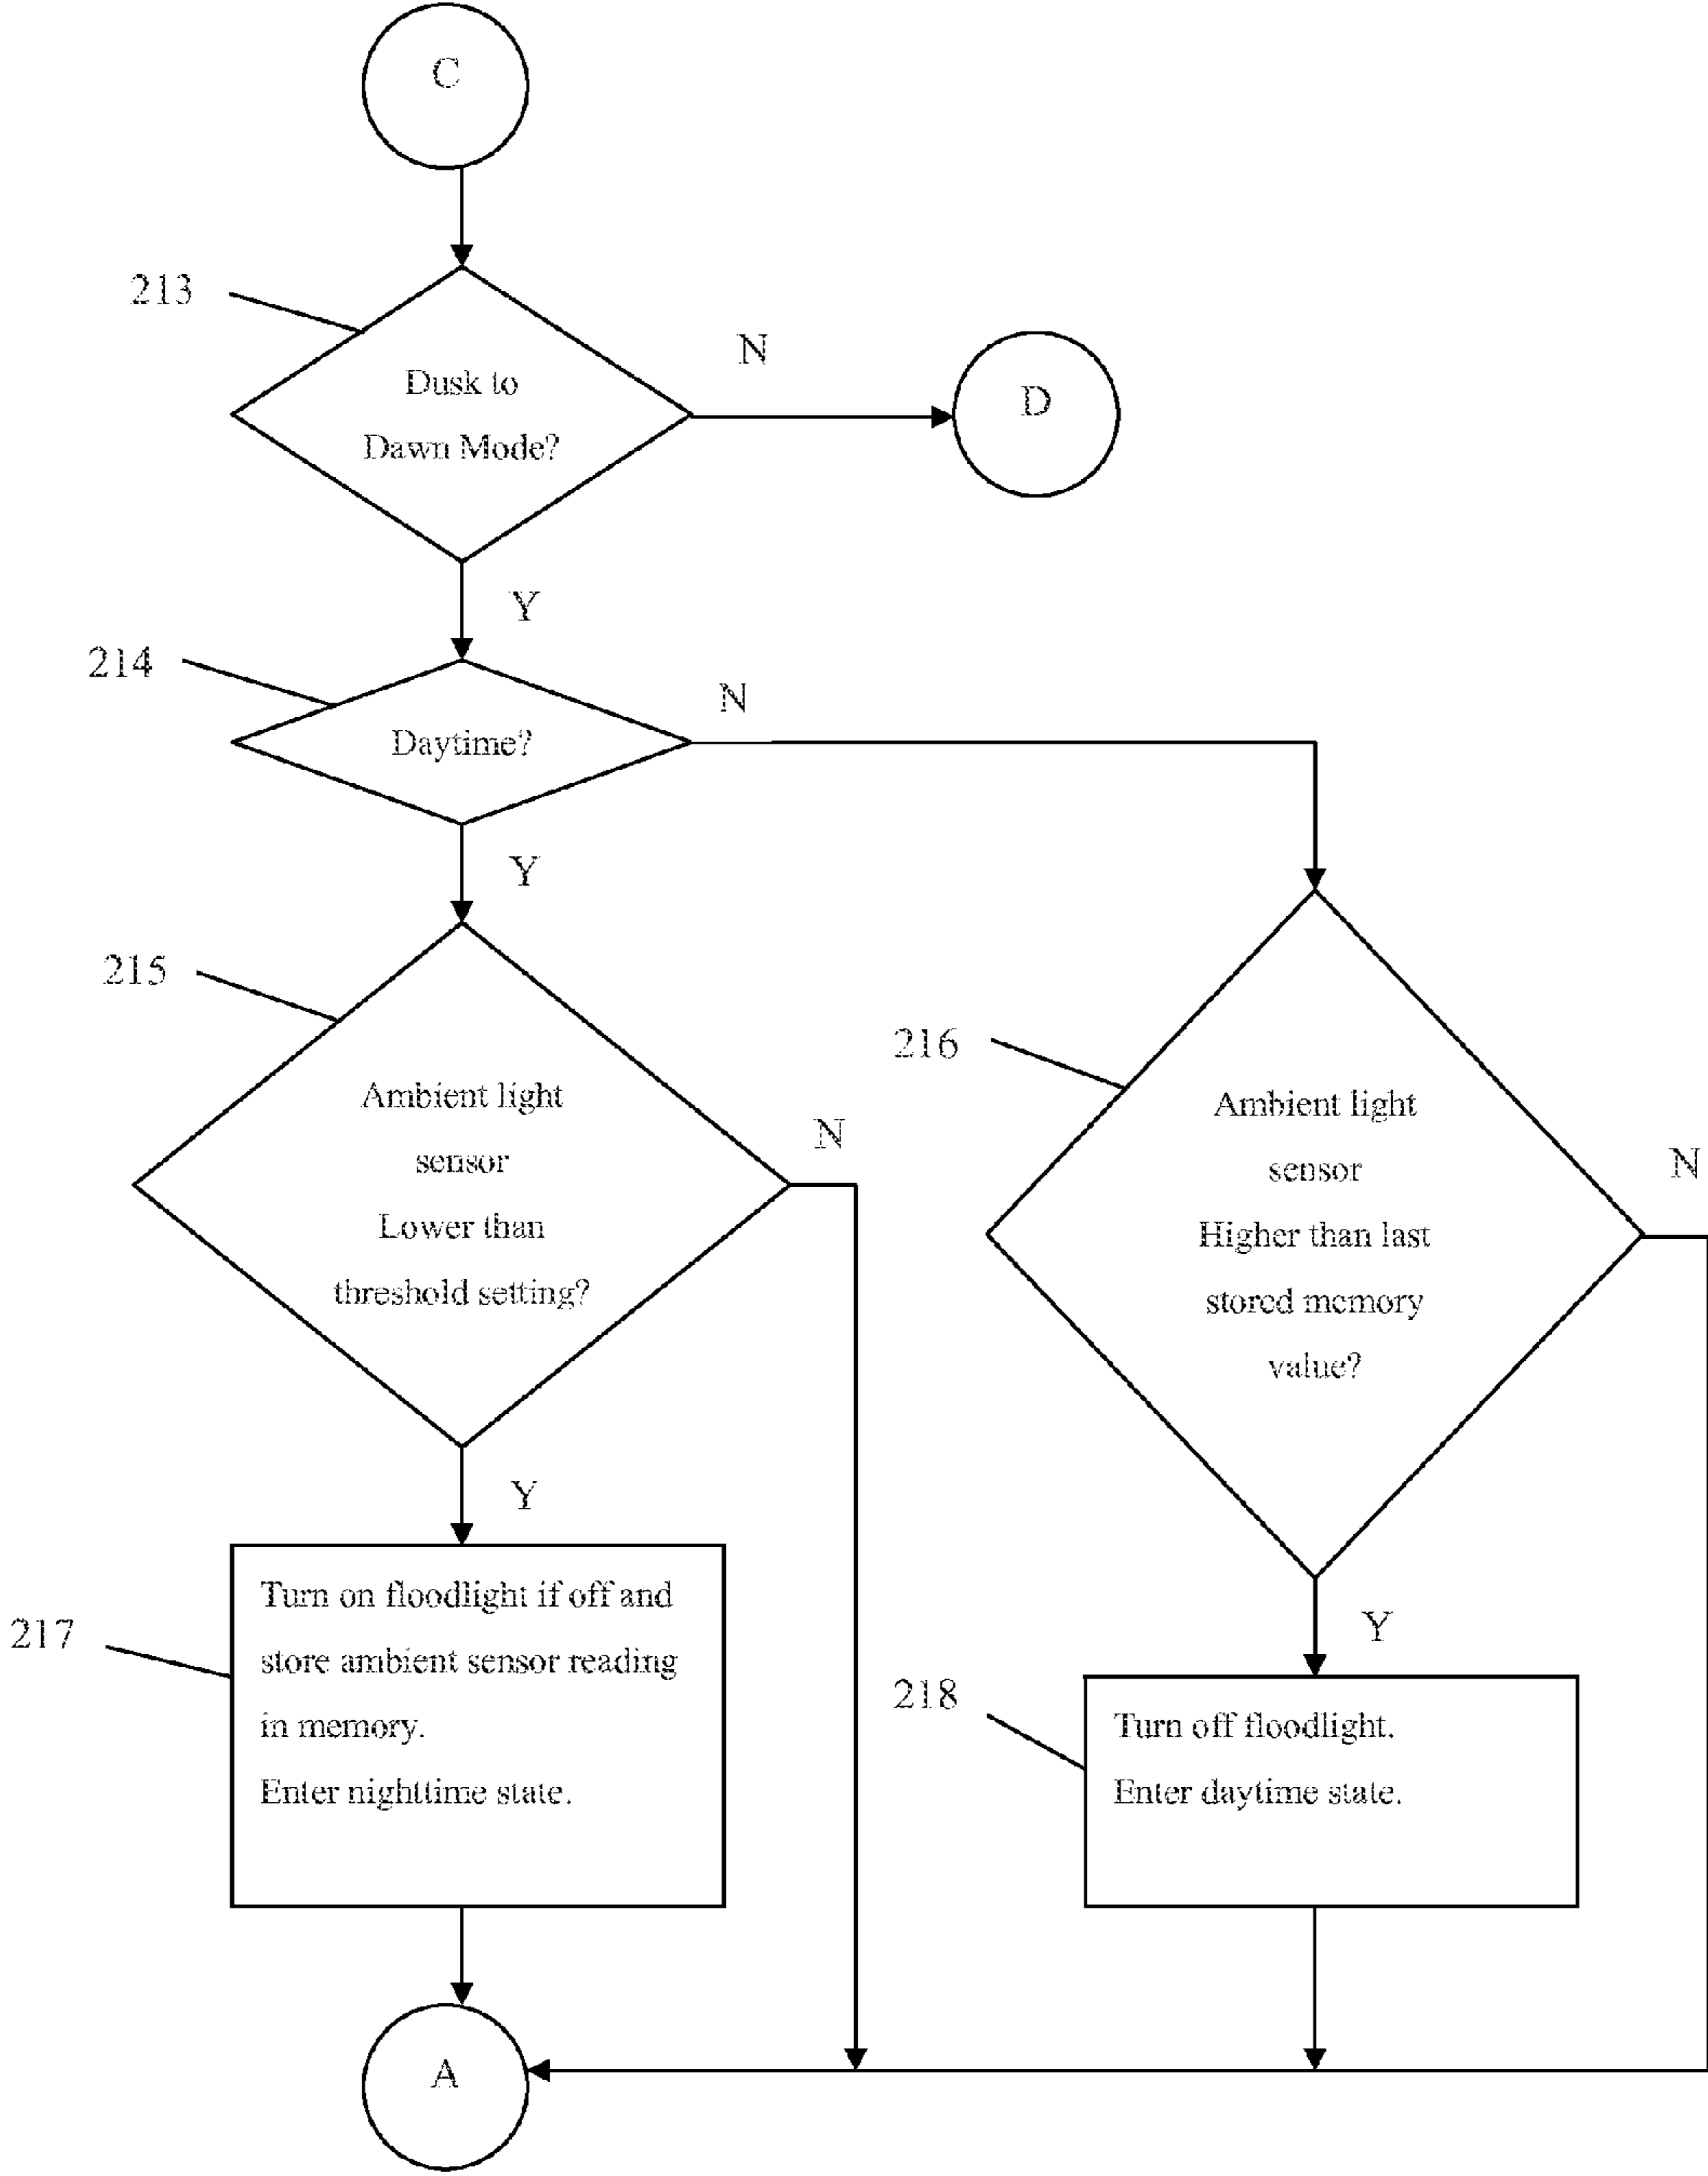 C
213
N
Dusk to
Dawn Mode?
D
Y
214
N
Daytime?
Y
215
Ambient light
sensor
Lower than
threshold setting?
N
216
Ambient light
sensor
Higher than last
stored memory
value?
N
Y
Y
217
Turn on floodlight if off and
store ambient sensor reading
in memory.
Enter nighttime state.
218
Turn off floodlight.
Enter daytime state.
A